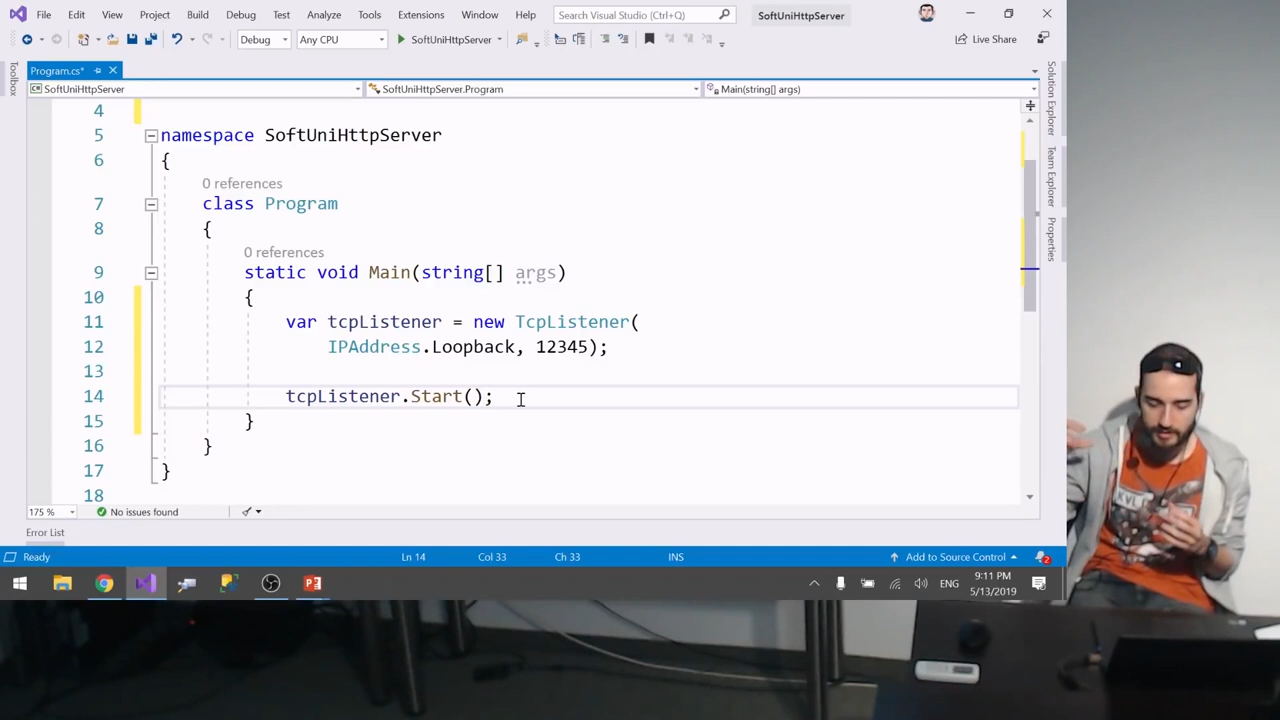 File Edit View Project Build Debug Test Analyze Tools Extensions Window Help Search Visual Studio (Ctrl+Q) SoftUniHttpServer
Debug Any CPU SoftUniHttpServer Live Share
Program.cs*
SoftUniHttpServer SoftUniHttpServer.Program Main(string[] args)
Toolbox
Solution Explorer
Team Explorer
Properties
4
5 namespace SoftUniHttpServer
6 {
0 references
7 class Program
8 {
0 references
9 static void Main(string[] args)
10 {
11 var tcpListener = new TcpListener(
12 IPAddress.Loopback, 12345);
13
14 tcpListener.Start();
15 }
16 }
17 }
18
175 % No issues found
Error List
Ready Ln 14 Col 33 Ch 33 INS Add to Source Control 2
ENG 9:11 PM
5/13/2019